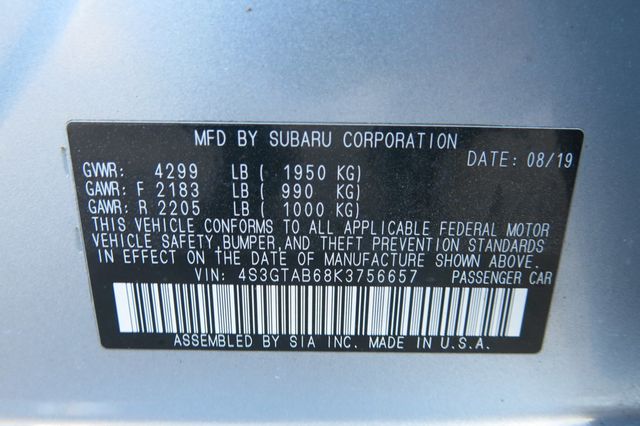 MFD BY SUBARU CORPORATION
DATE: 08/19
GVWR: 4299 LB ( 1950 KG)
GAWR: F 2183 LB ( 990 KG)
GAWR: R 2205 LB ( 1000 KG)
THIS VEHICLE CONFORMS TO ALL APPLICABLE FEDERAL MOTOR
VEHICLE SAFETY, BUMPER, AND THEFT PREVENTION STANDARDS
IN EFFECT ON THE DATE OF MANUFACTURE SHOWN ABOVE.
VIN: 4S3GTAB68K3756657 PASSENGER CAR
ASSEMBLED BY SIA INC. MADE IN U.S.A.